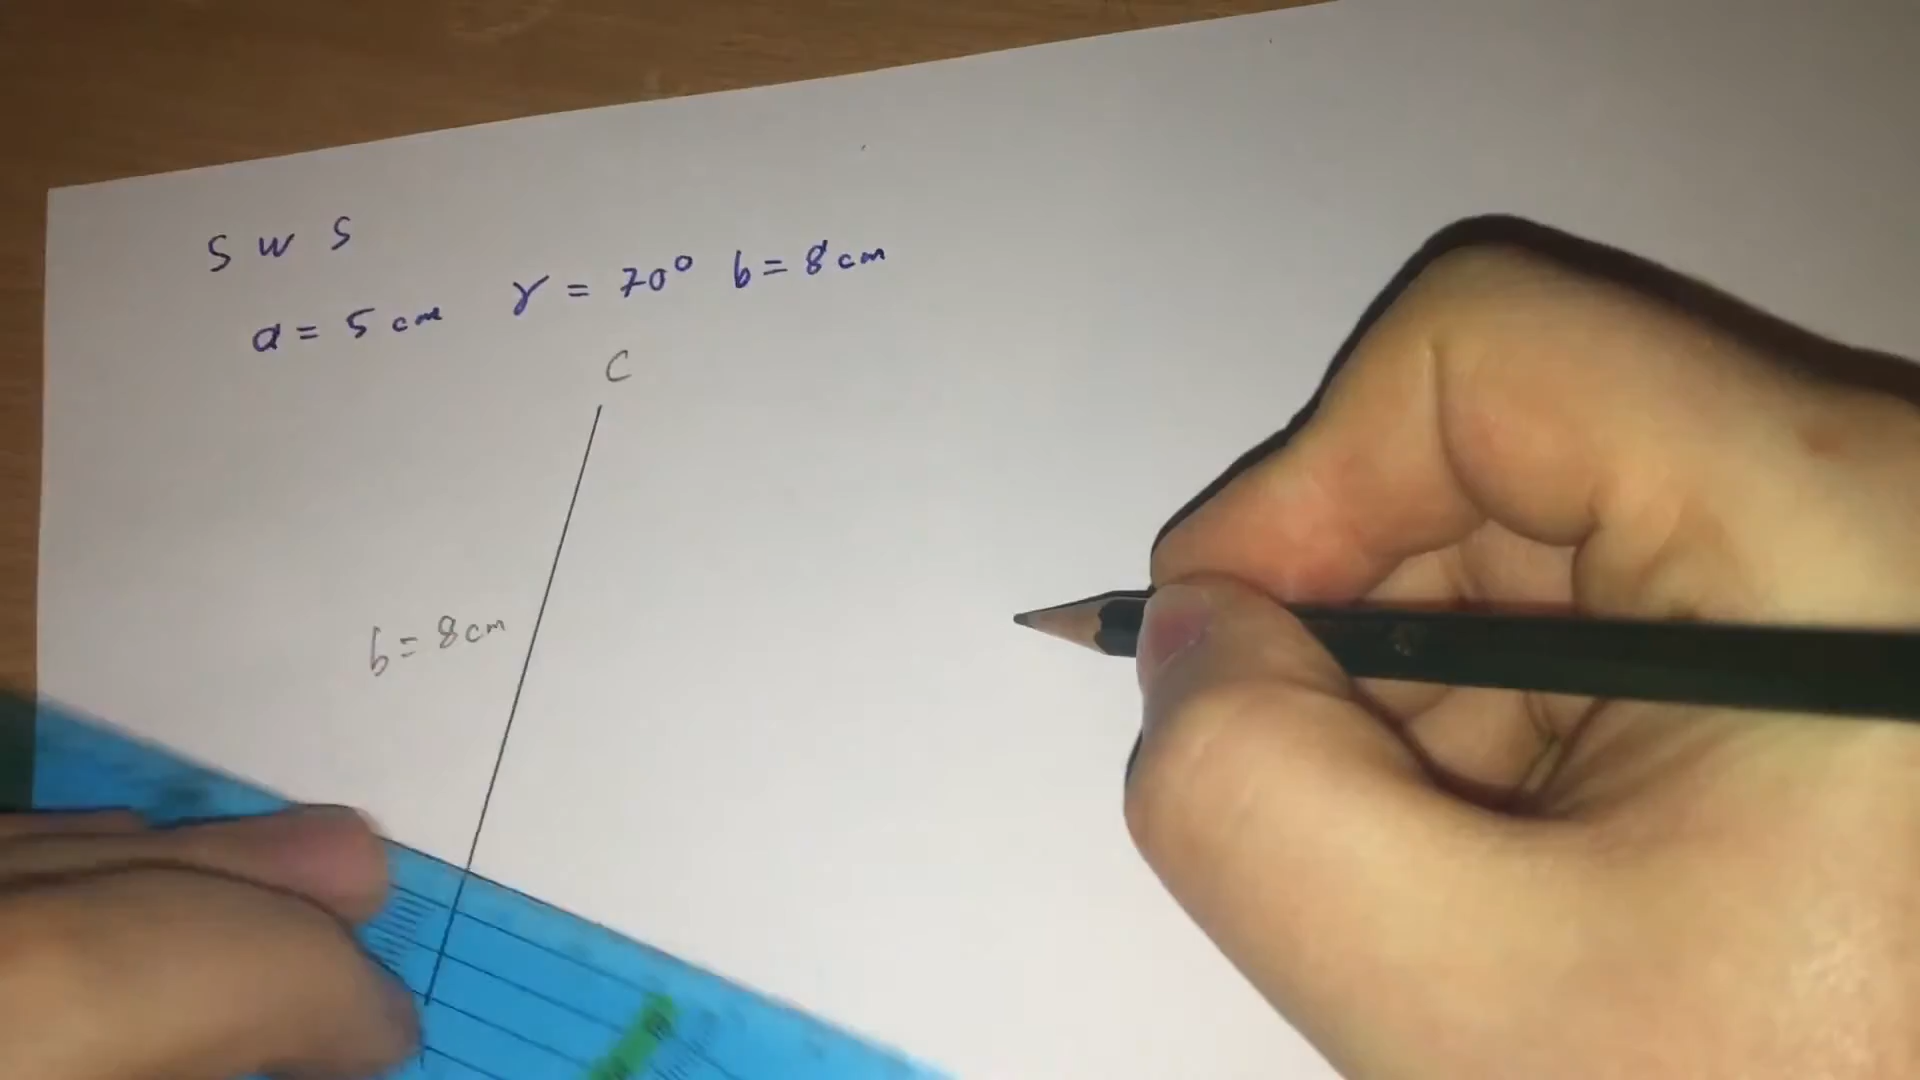 S W S
a = 5 cm γ = 70° b = 8 cm
C
b = 8 cm